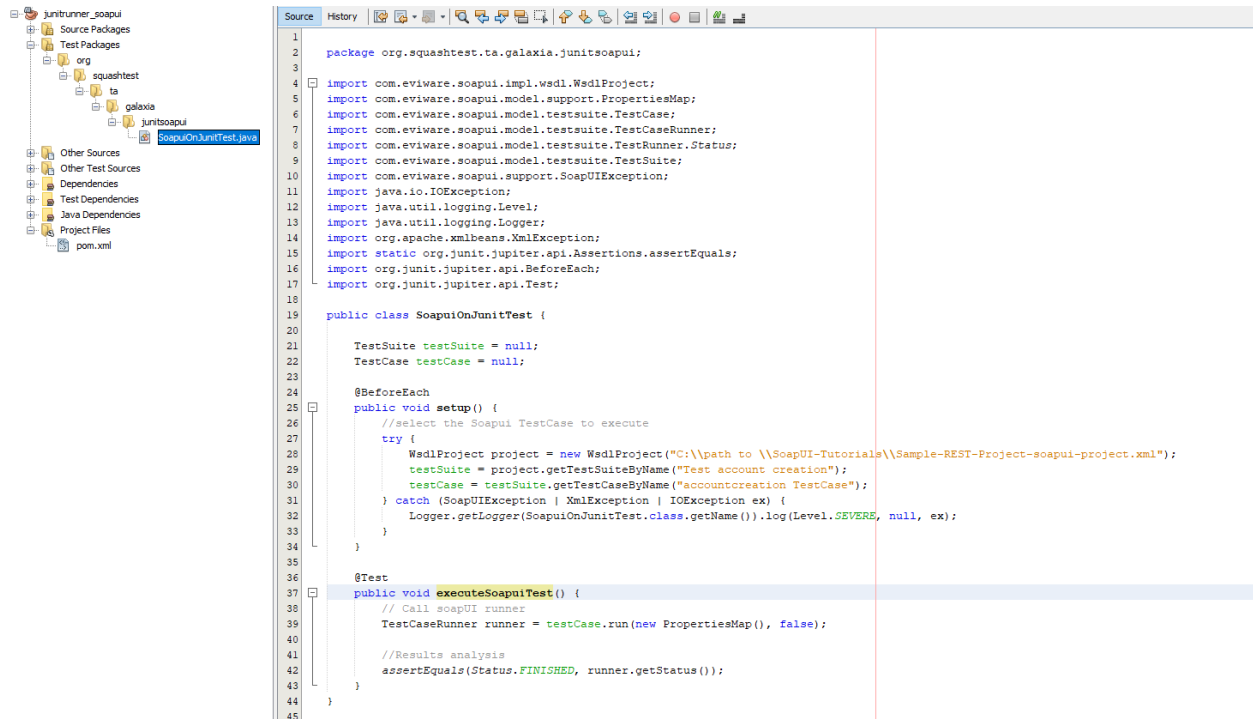 junitrunner_soapui
Source Packages
Test Packages
org
squashtest
ta
galaxia
junitsoapui
SoapuiOnJunitTest.java
Other Sources
Other Test Sources
Dependencies
Test Dependencies
Java Dependencies
Project Files
pom.xml
Source History
1
2 package org.squashtest.ta.galaxia.junitsoapui;
3
4 import com.eviware.soapui.impl.wsdl.WsdlProject;
5 import com.eviware.soapui.model.support.PropertiesMap;
6 import com.eviware.soapui.model.testsuite.TestCase;
7 import com.eviware.soapui.model.testsuite.TestCaseRunner;
8 import com.eviware.soapui.model.testsuite.TestRunner.Status;
9 import com.eviware.soapui.model.testsuite.TestSuite;
10 import com.eviware.soapui.support.SoapUIException;
11 import java.io.IOException;
12 import java.util.logging.Level;
13 import java.util.logging.Logger;
14 import org.apache.xmlbeans.XmlException;
15 import static org.junit.jupiter.api.Assertions.assertEquals;
16 import org.junit.jupiter.api.BeforeEach;
17 import org.junit.jupiter.api.Test;
18
19 public class SoapuiOnJunitTest {
20
21 TestSuite testSuite = null;
22 TestCase testCase = null;
23
24 @BeforeEach
25 public void setup() {
26 //select the Soapui TestCase to execute
27 try {
28 WsdlProject project = new WsdlProject("C:\\path to \\SoapUI-Tutorials\\Sample-REST-Project-soapui-project.xml");
29 testSuite = project.getTestSuiteByName("Test account creation");
30 testCase = testSuite.getTestCaseByName("accountcreation TestCase");
31 } catch (SoapUIException | XmlException | IOException ex) {
32 Logger.getLogger(SoapuiOnJunitTest.class.getName()).log(Level.SEVERE, null, ex);
33 }
34 }
35
36 @Test
37 public void executeSoapuiTest() {
38 // Call soapUI runner
39 TestCaseRunner runner = testCase.run(new PropertiesMap(), false);
40
41 //Results analysis
42 assertEquals(Status.FINISHED, runner.getStatus());
43 }
44 }
45